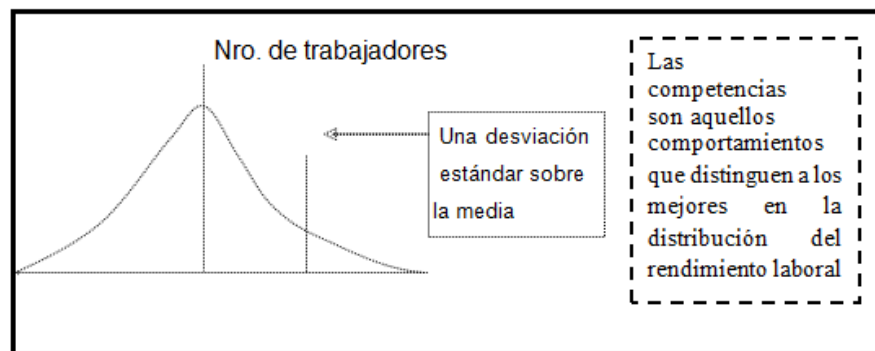 Nro. de trabajadores
Una desviación
estándar sobre
la media
Las
competencias
son aquellos
comportamientos
que distinguen a los
mejores en la
distribución del
rendimiento laboral